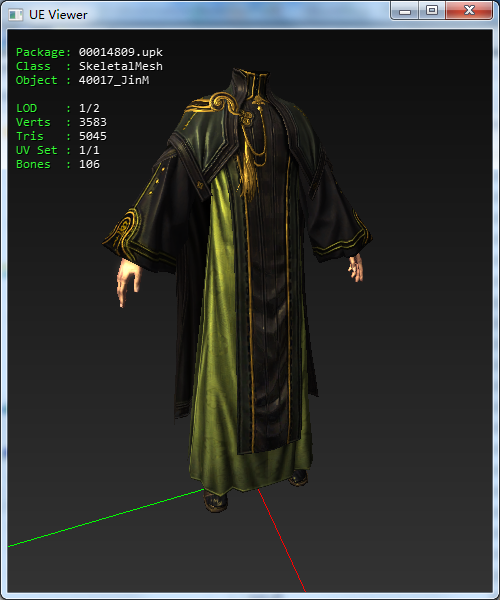 UE Viewer
Package: 00014809.upk
Class  : SkeletalMesh
Object : 40017_JinM
LOD    : 1/2
Verts  : 3583
Tris   : 5045
UV Set : 1/1
Bones  : 106